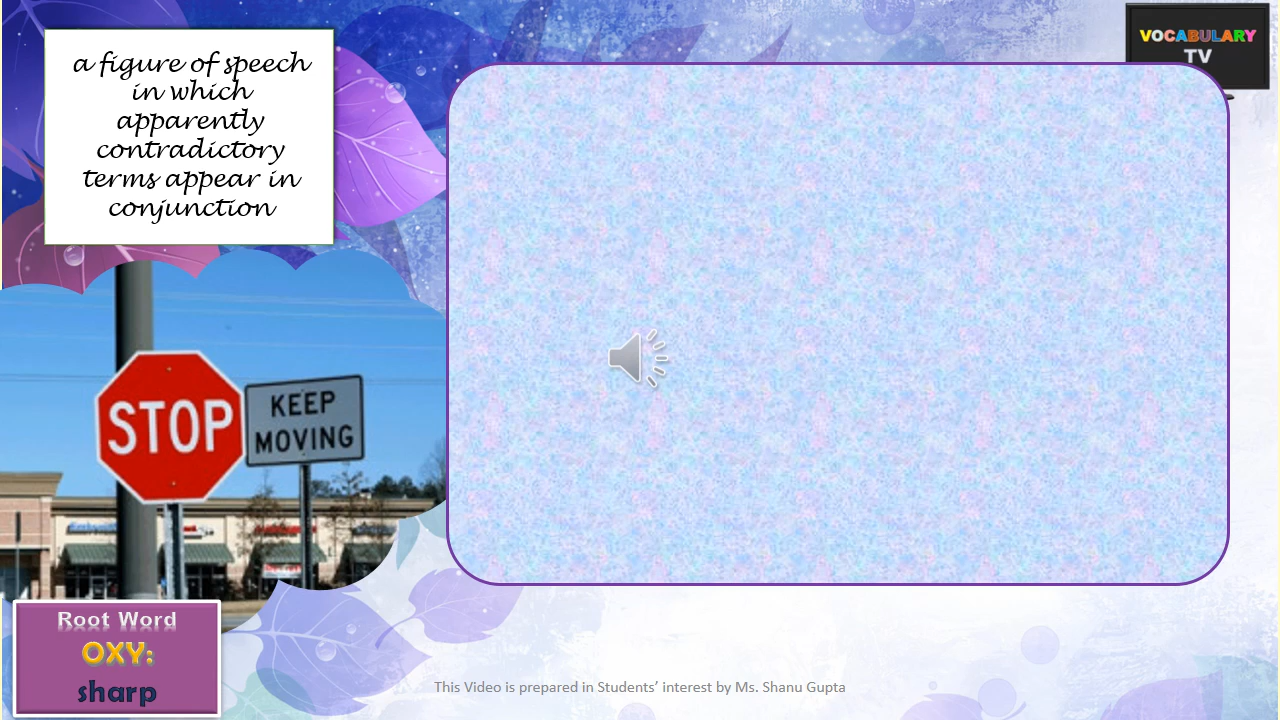 a figure of speech
in which
apparently
contradictory
terms appear in
conjunction
VOCABULARY
TV
STOP
KEEP
MOVING
Root Word
OXY:
sharp
This Video is prepared in Students’ interest by Ms. Shanu Gupta